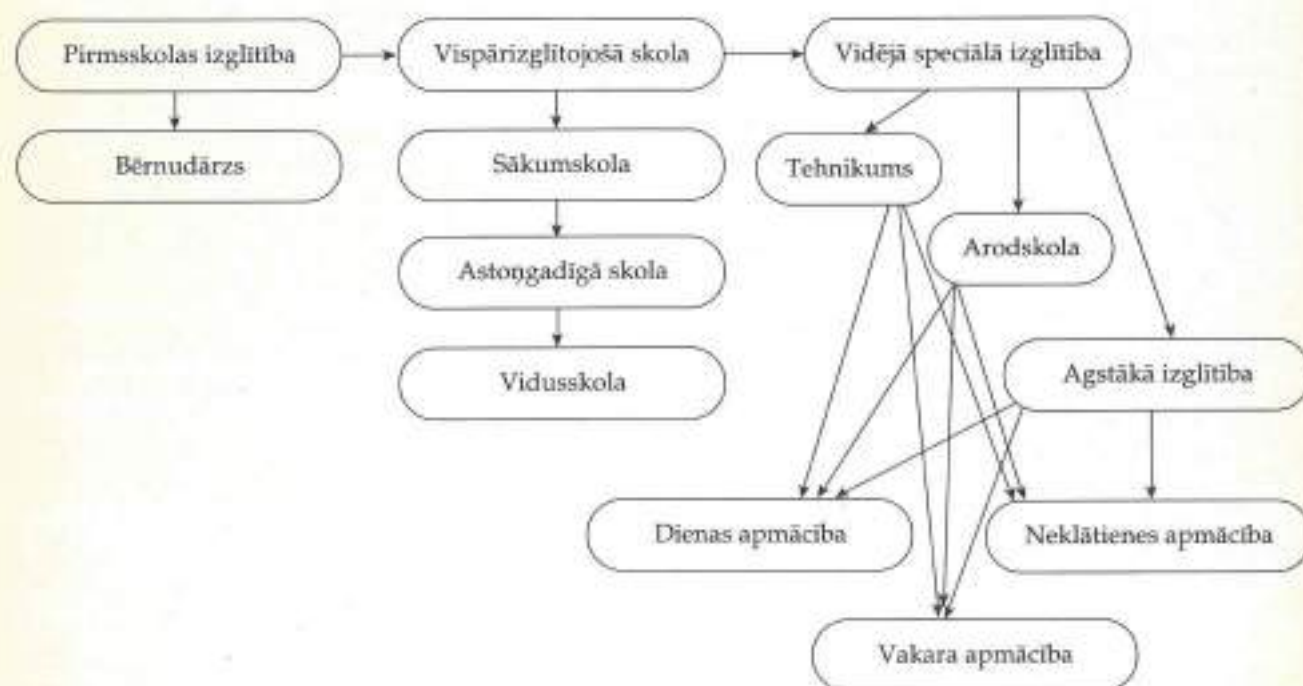 Pirmsskolas izglītība
Vispārizglītojošā skola
Vidējā speciālā izglītība
Bērnudārzs
Sākumskola
Tehnikums
Arodskola
Astoņgadīgā skola
Agstākā izglītība
Vidusskola
Dienas apmācība
Neklātienes apmācība
Vakara apmācība